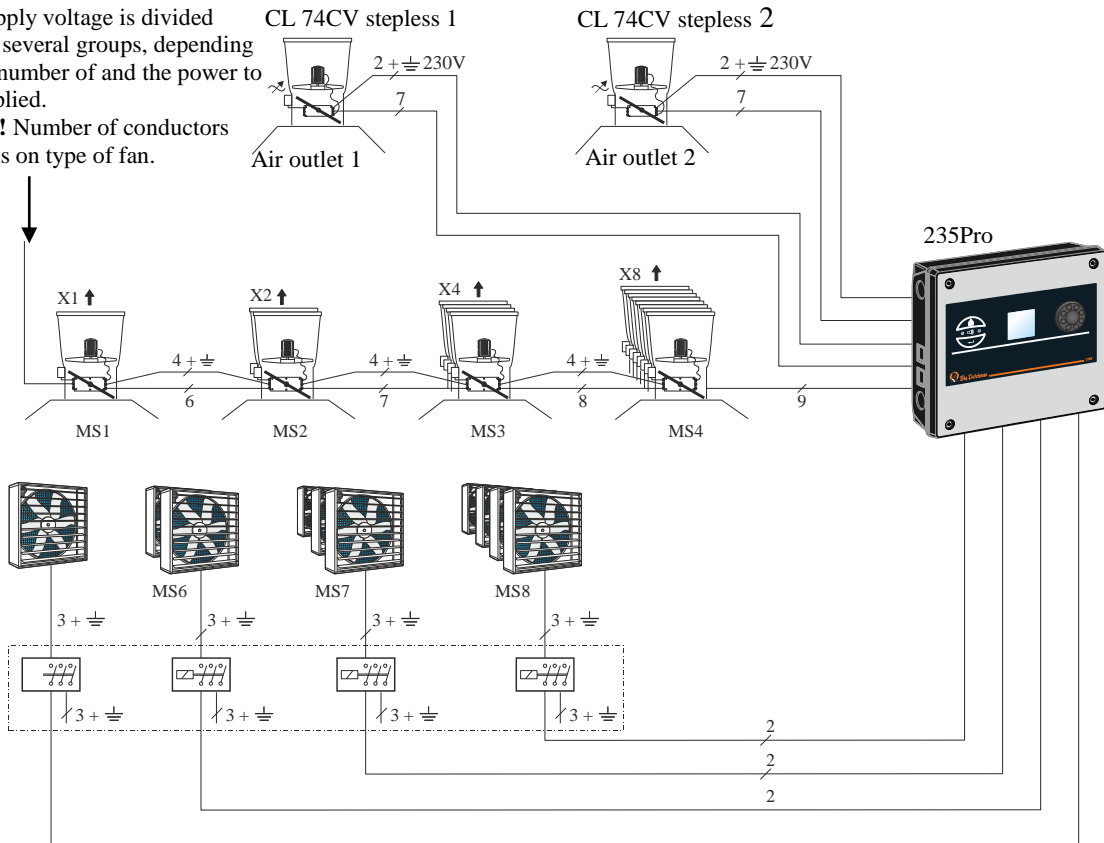 pply voltage is divided
several groups, depending
number of and the power to
plied.
! Number of conductors
s on type of fan.
CL 74CV stepless 1
CL 74CV stepless 2
2 + 230V
7
2 + 230V
7
Air outlet 1
Air outlet 2
235Pro
X1
X2
X4
X8
4 +
4 +
4 +
6
7
8
9
MS1
MS2
MS3
MS4
Big Dutchman
MS6
MS7
MS8
3 +
3 +
3 +
3 +
3 +
3 +
3 +
3 +
2
2
2